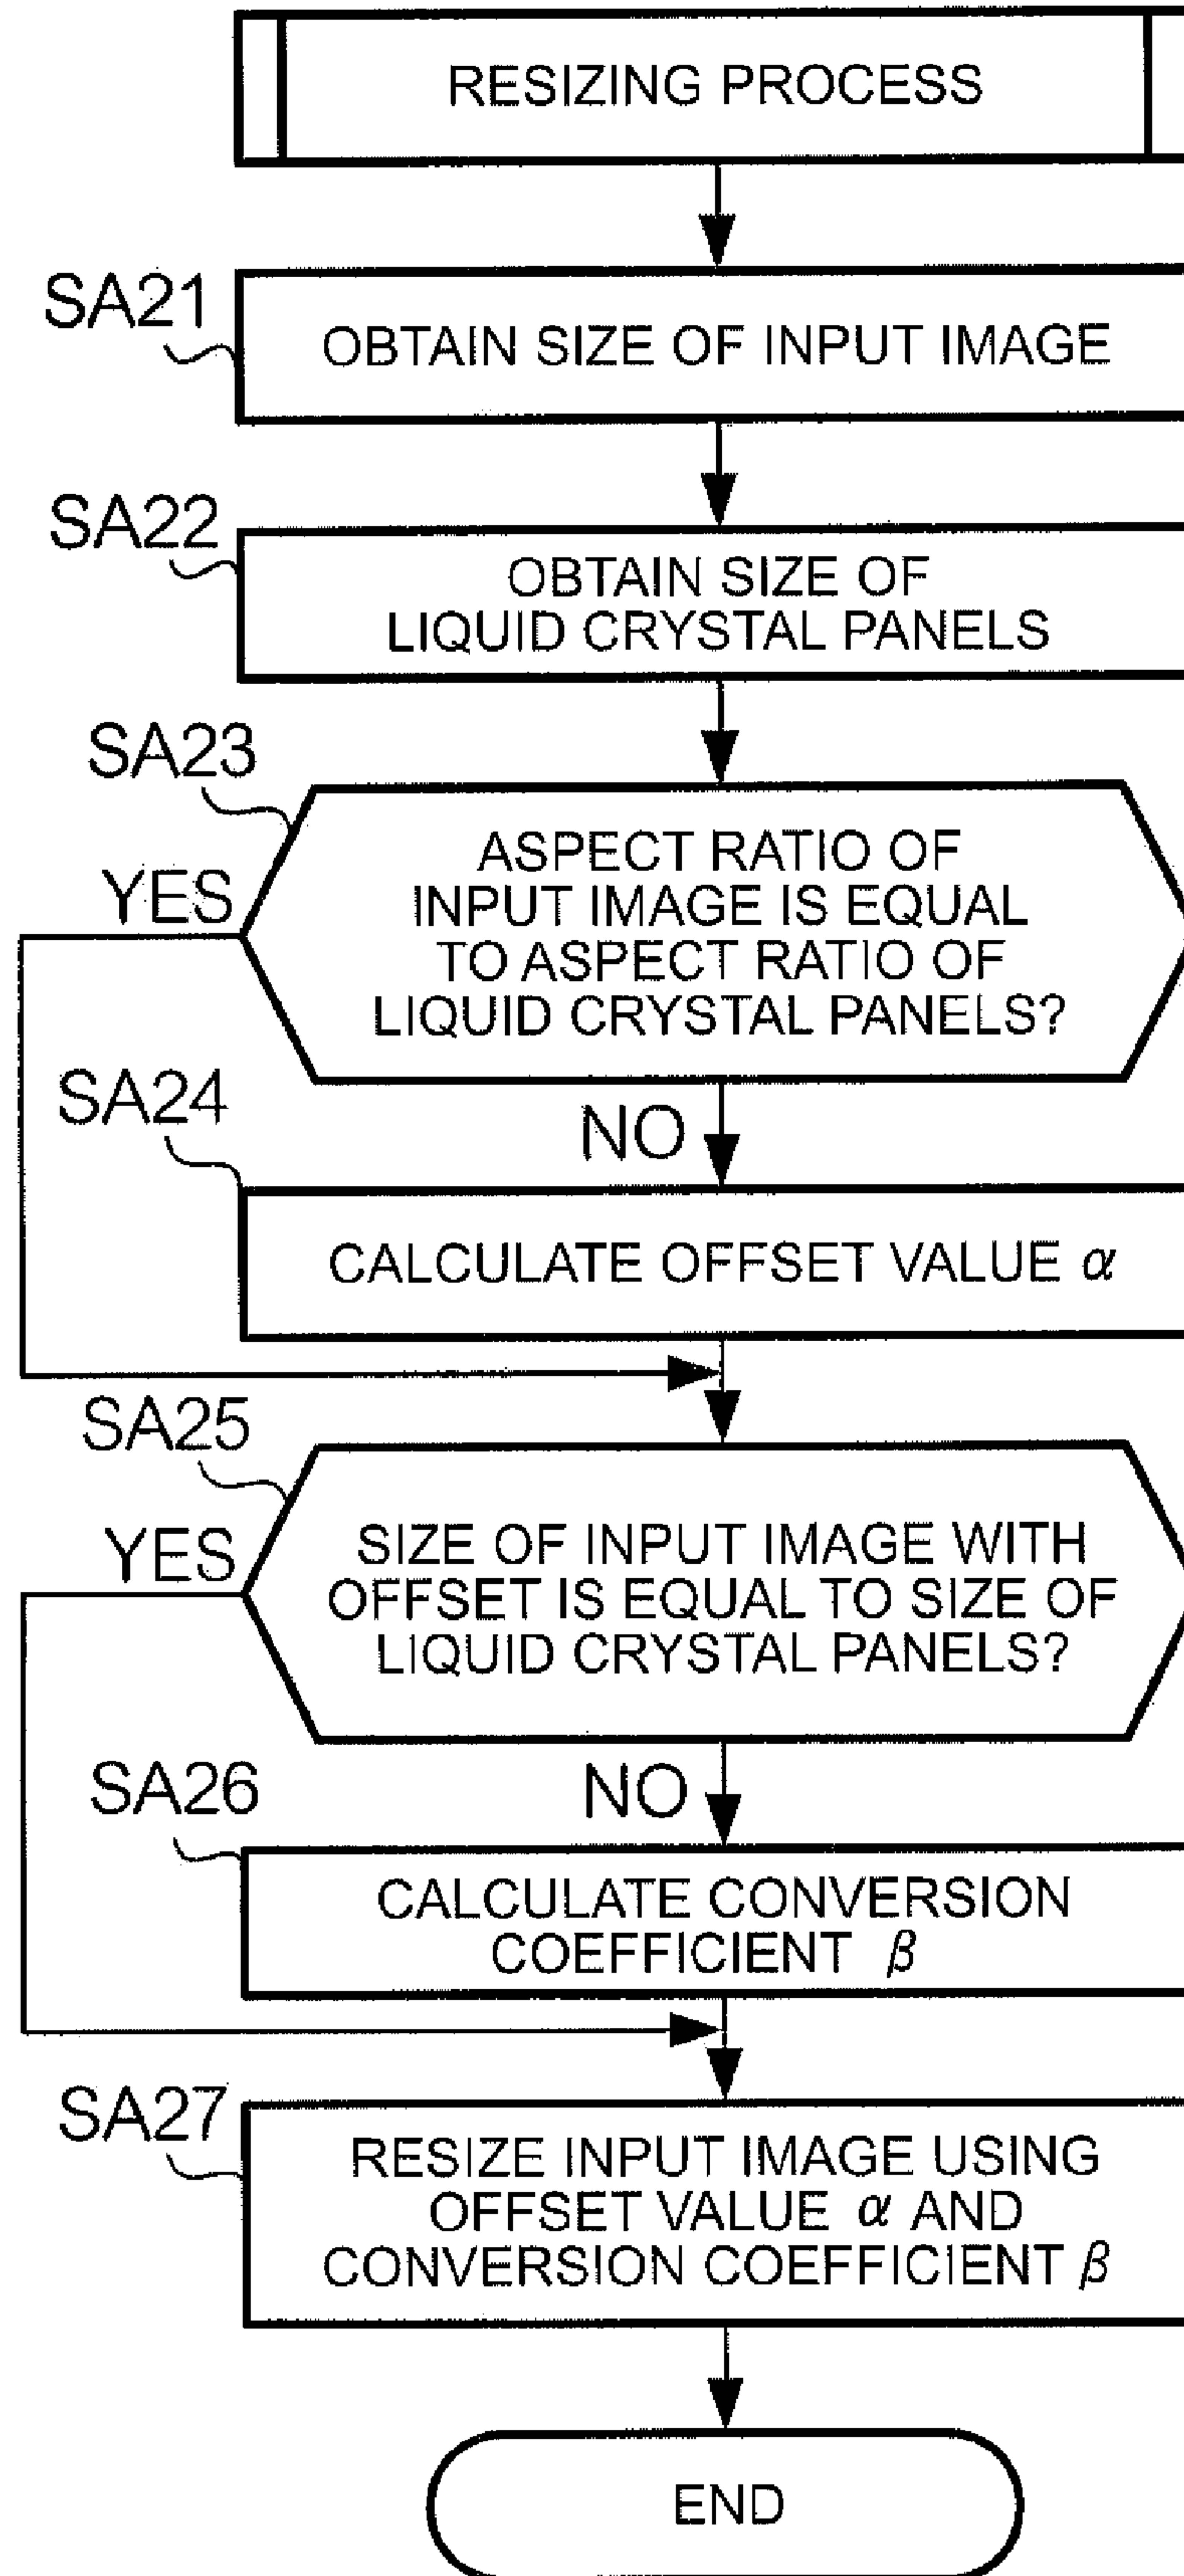 RESIZING PROCESS
SA21
OBTAIN SIZE OF INPUT IMAGE
SA22
OBTAIN SIZE OF
LIQUID CRYSTAL PANELS
SA23
YES
ASPECT RATIO OF
INPUT IMAGE IS EQUAL
TO ASPECT RATIO OF
LIQUID CRYSTAL PANELS?
NO
SA24
CALCULATE OFFSET VALUE α
SA25
YES
SIZE OF INPUT IMAGE WITH
OFFSET IS EQUAL TO SIZE OF
LIQUID CRYSTAL PANELS?
NO
SA26
CALCULATE CONVERSION
COEFFICIENT β
SA27
RESIZE INPUT IMAGE USING
OFFSET VALUE α AND
CONVERSION COEFFICIENT β
END